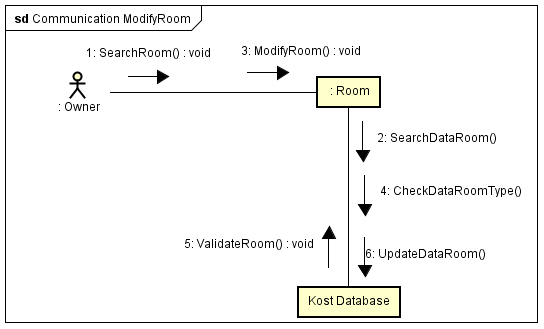 sd Communication ModifyRoom
1: SearchRoom() : void
3: ModifyRoom() : void
: Owner
: Room
2: SearchDataRoom()
4: CheckDataRoomType()
5: ValidateRoom() : void
6: UpdateDataRoom()
Kost Database